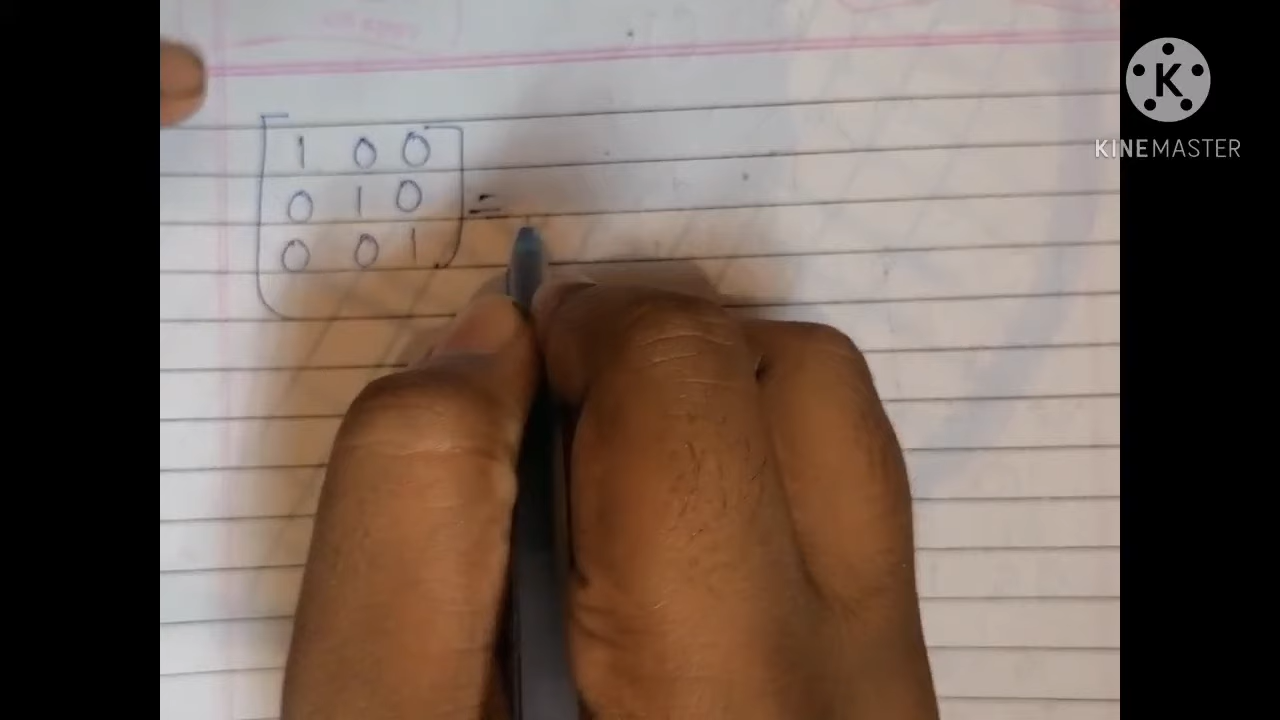 1 0 0
0 1 0 =
0 0 1
K
KINEMASTER